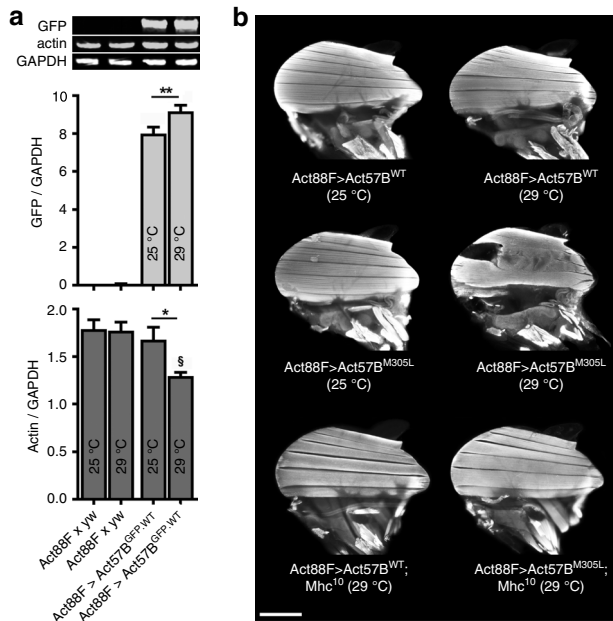 a
GFP
actin
GAPDH
10
8
6
4
2
0
GFP / GAPDH
**
25 °C
29 °C
2.0
1.5
1.0
0.5
0.0
Actin / GAPDH
*
§
25 °C
29 °C
25 °C
29 °C
Act88F x yw
Act88F x yw
Act88F > Act57B^GFP.WT
Act88F > Act57B^GFP.WT
b
Act88F>Act57B^WT
(25 °C)
Act88F>Act57B^WT
(29 °C)
Act88F>Act57B^M305L
(25 °C)
Act88F>Act57B^M305L
(29 °C)
Act88F>Act57B^WT;
Mhc^10 (29 °C)
Act88F>Act57B^M305L;
Mhc^10 (29 °C)